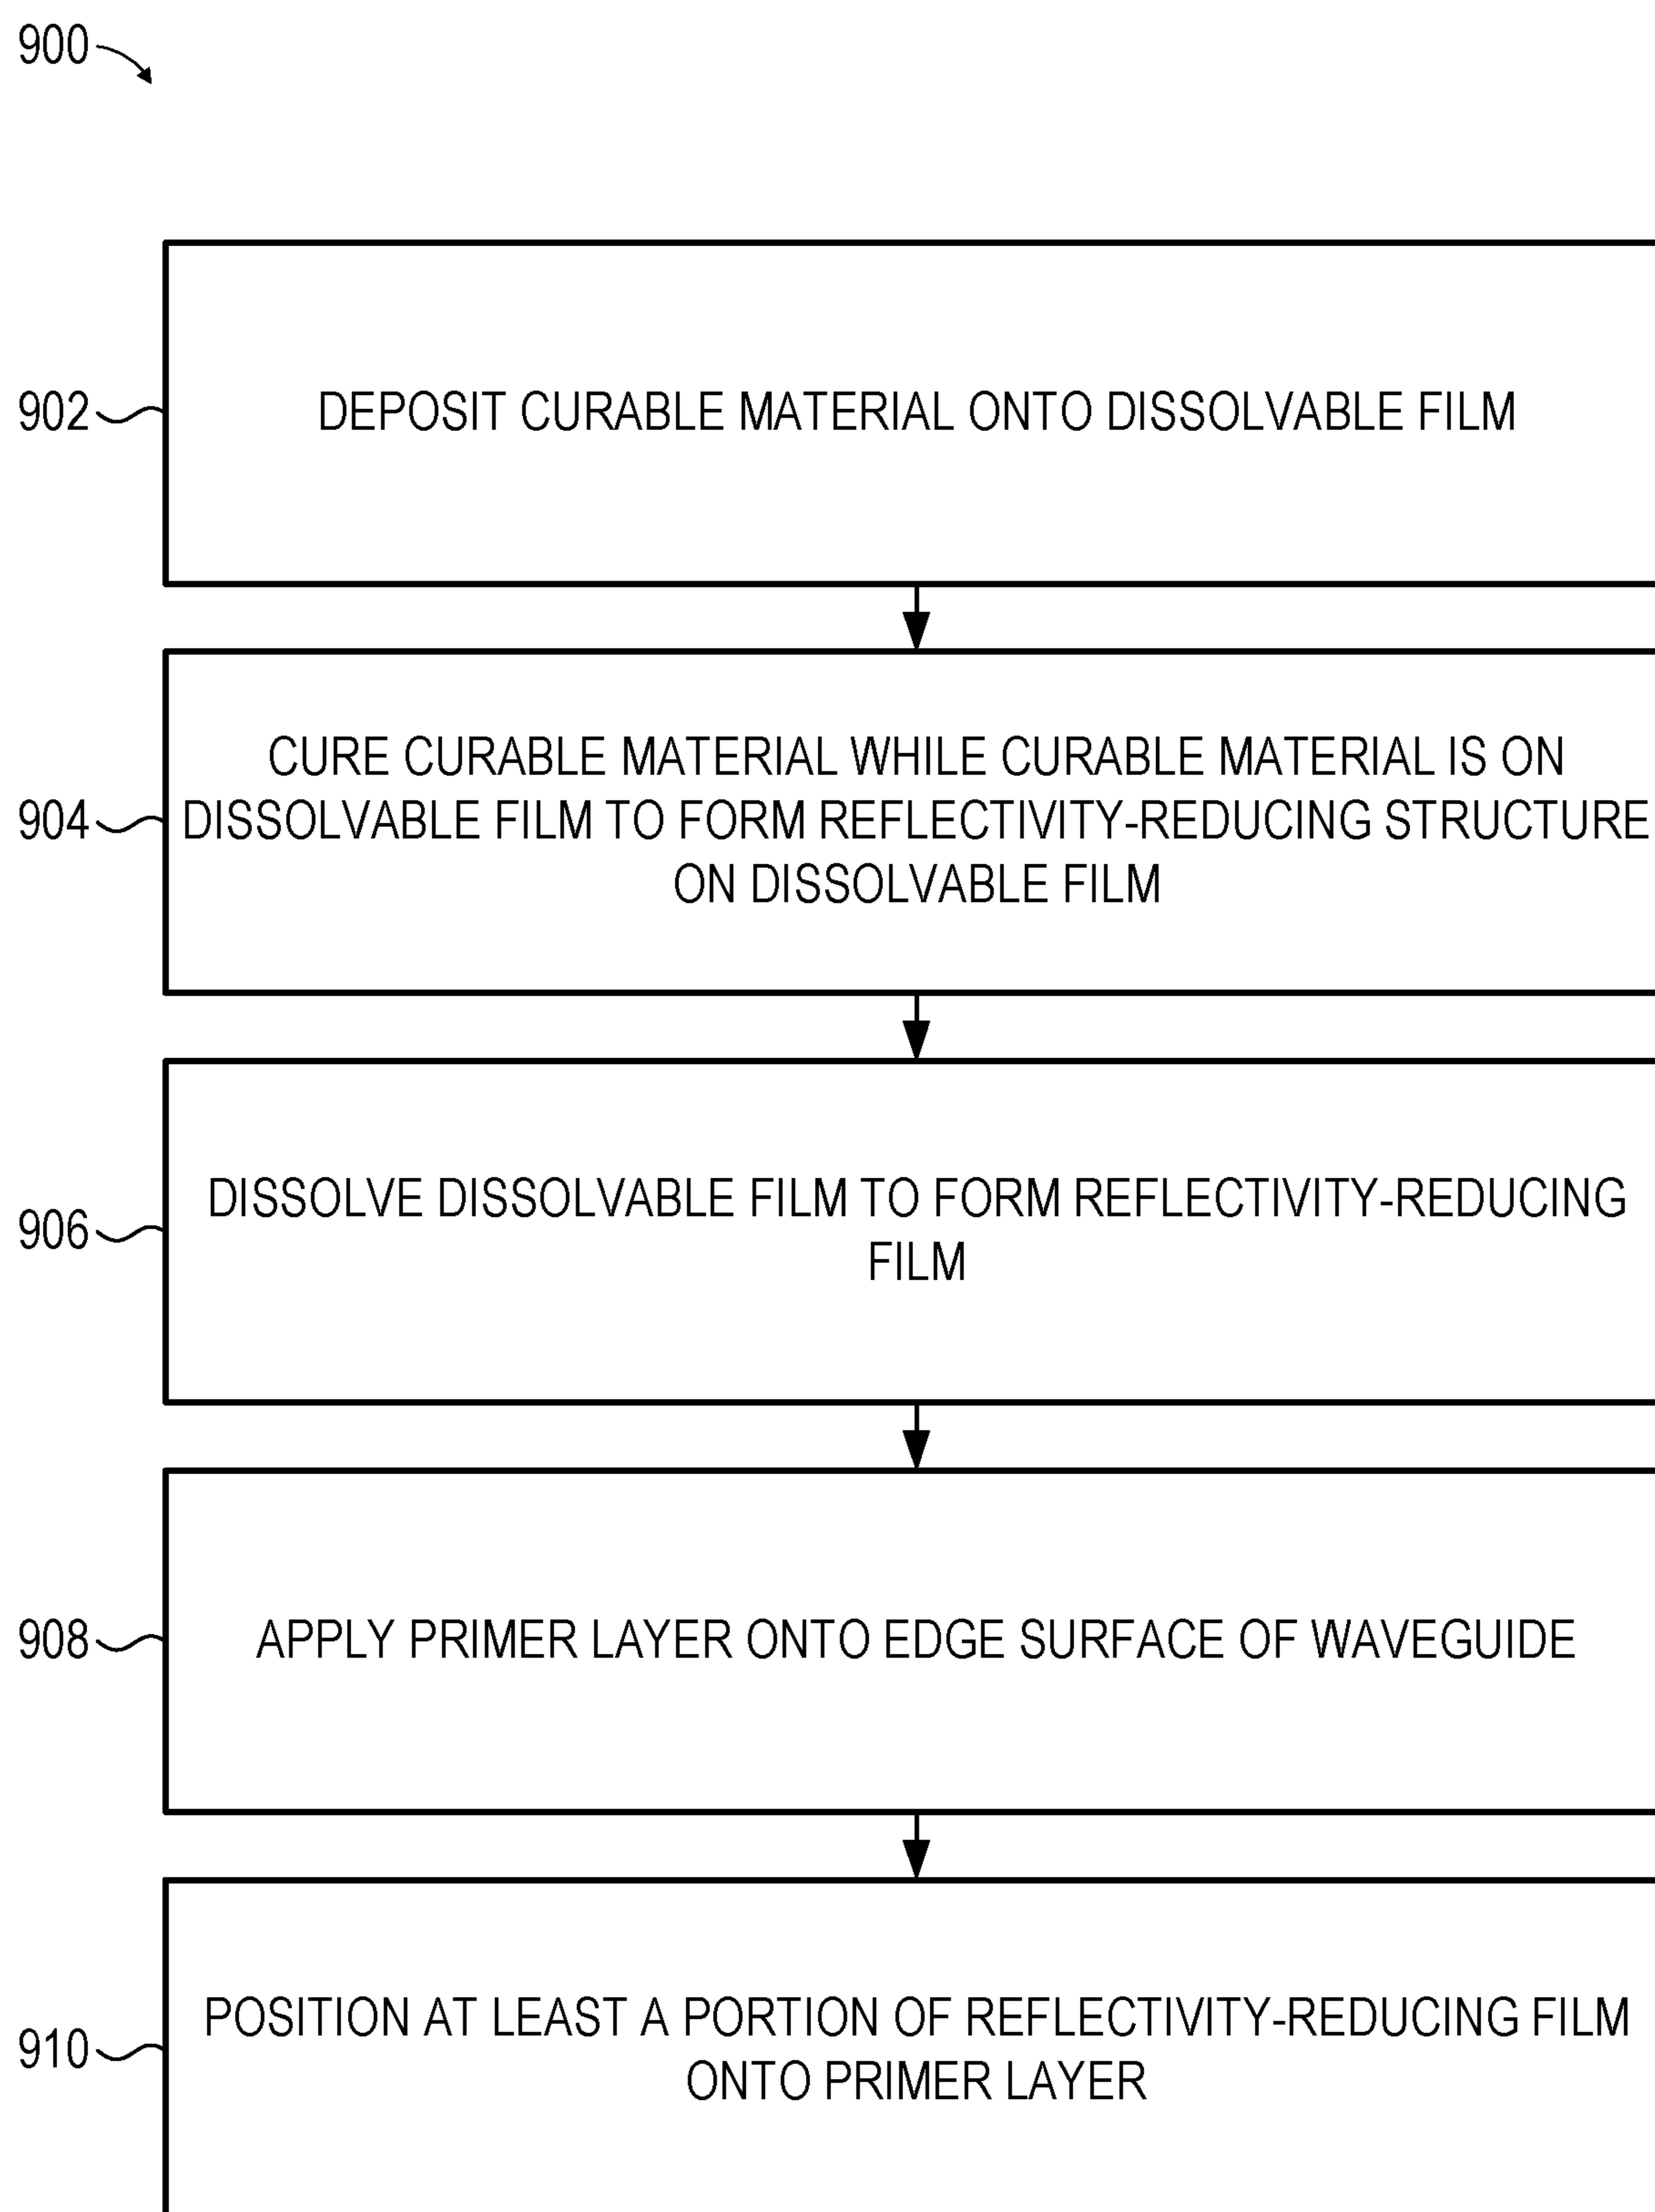 900
902
DEPOSIT CURABLE MATERIAL ONTO DISSOLVABLE FILM
CURE CURABLE MATERIAL WHILE CURABLE MATERIAL IS ON
904
DISSOLVABLE FILM TO FORM REFLECTIVITY-REDUCING STRUCTURE
ON DISSOLVABLE FILM
DISSOLVE DISSOLVABLE FILM TO FORM REFLECTIVITY-REDUCING
906
FILM
908
APPLY PRIMER LAYER ONTO EDGE SURFACE OF WAVEGUIDE
POSITION AT LEAST A PORTION OF REFLECTIVITY-REDUCING FILM
910
ONTO PRIMER LAYER